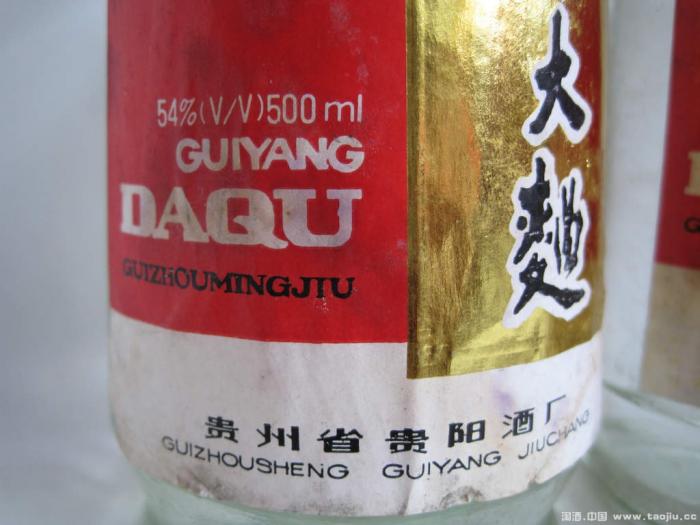 54%(V/V)500 ml
GUIYANG
DAQU
GUIZHOUMINGJIU
大麯
贵州省贵阳酒厂
GUIZHOUSHENG GUIYANG JIUCHANG
淘酒.中国 www.taojiu.cc